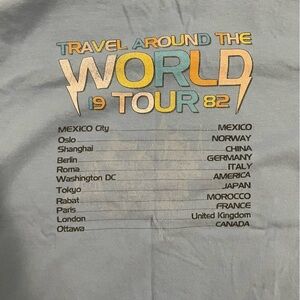 TRAVEL AROUND THE
WORLD
19 TOUR 82
MEXICO City MEXICO
Oslo NORWAY
Shanghai CHINA
Berlin GERMANY
Roma ITALY
Washington DC AMERICA
Tokyo JAPAN
Rabat MOROCCO
Paris FRANCE
London United Kingdom
Ottawa CANADA